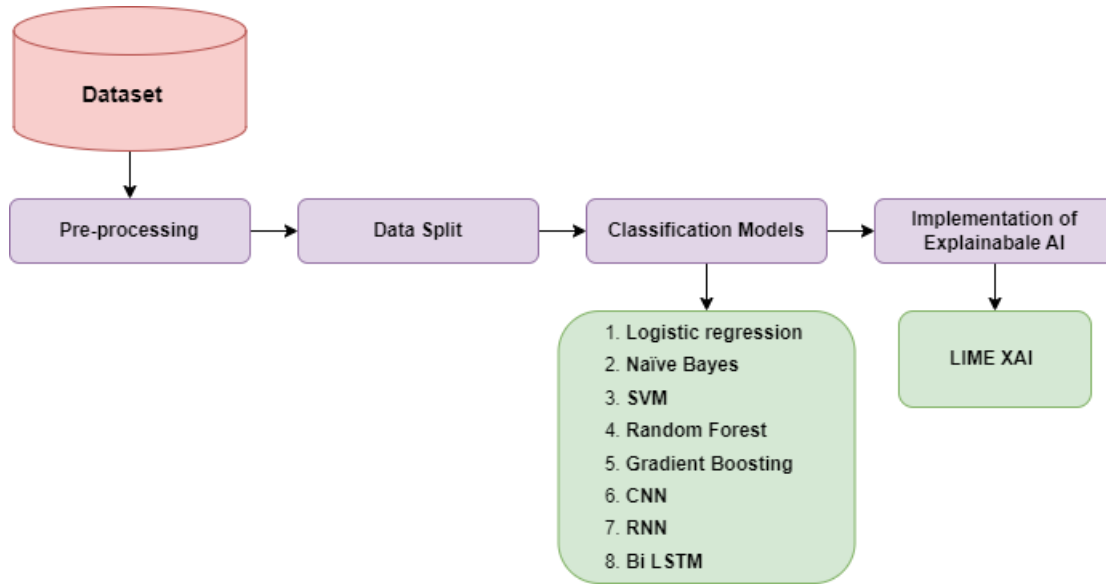 Dataset
Pre-processing
Data Split
Classification Models
Implementation of
Explainabale AI
1. Logistic regression
2. Naïve Bayes
3. SVM
4. Random Forest
5. Gradient Boosting
6. CNN
7. RNN
8. Bi LSTM
LIME XAI